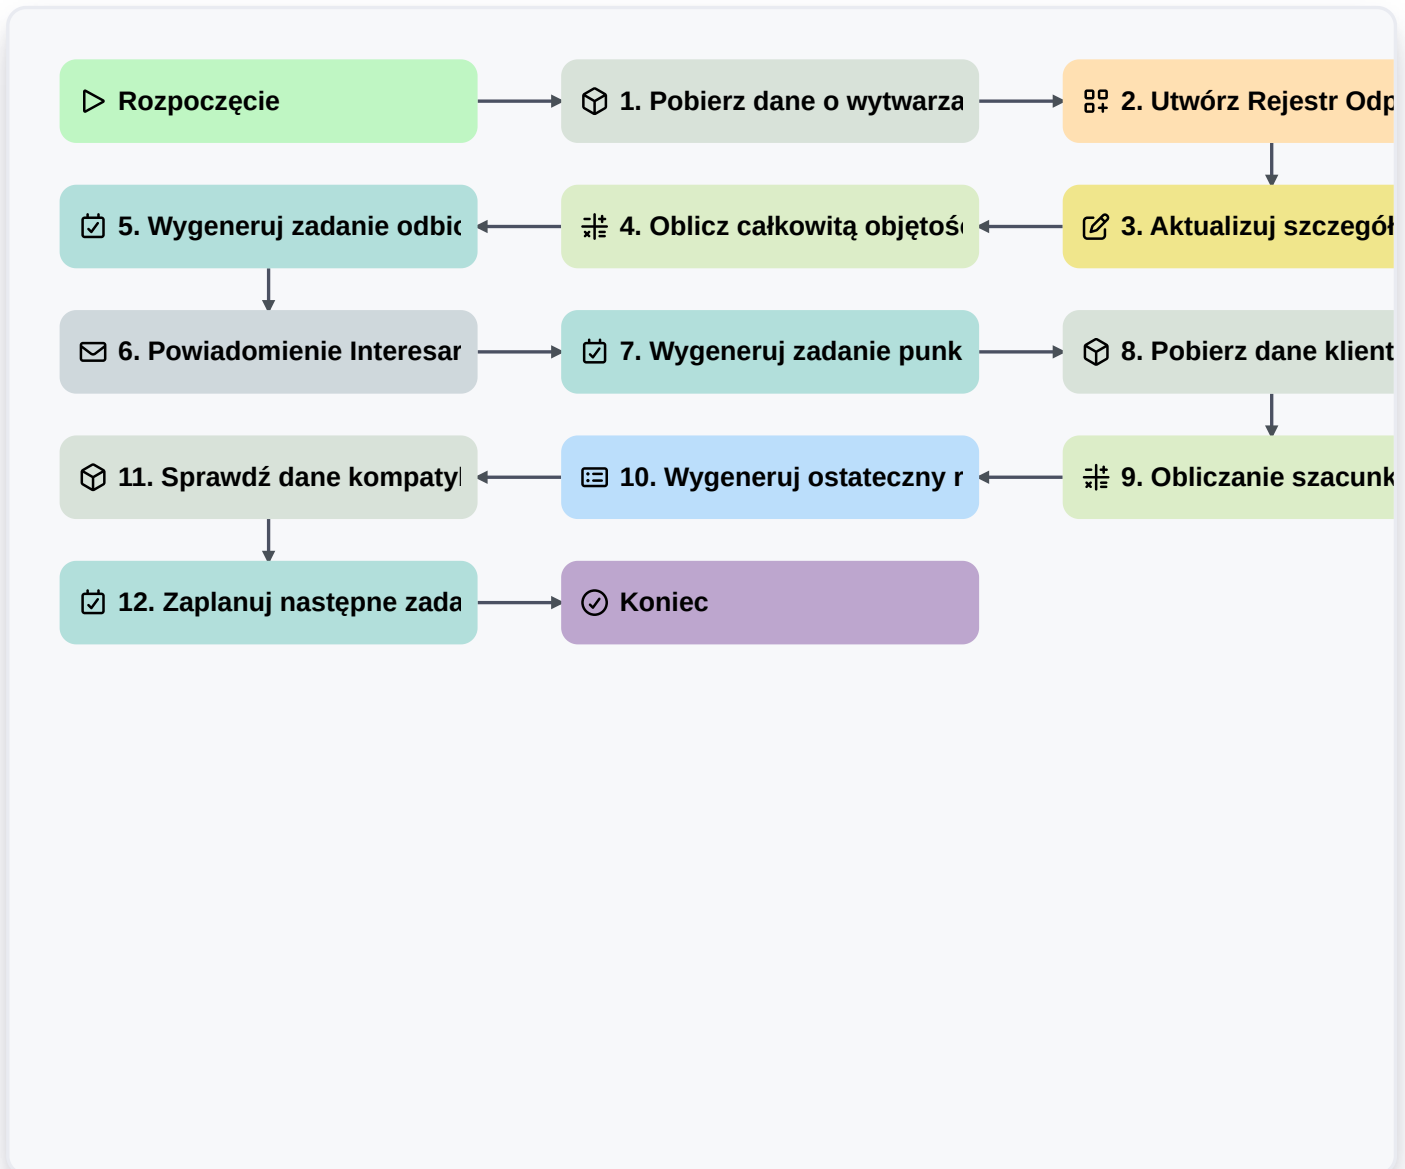 Rozpoczęcie
1. Pobierz dane o wytwarza
2. Utwórz Rejestr Odp
3. Aktualizuj szczegół
4. Oblicz całkowitą objętoś
5. Wygeneruj zadanie odbi
6. Powiadomienie Interesa
7. Wygeneruj zadanie punk
8. Pobierz dane klient
9. Obliczanie szacunk
10. Wygeneruj ostateczny
11. Sprawdź dane kompaty
12. Zaplanuj następne zada
Koniec